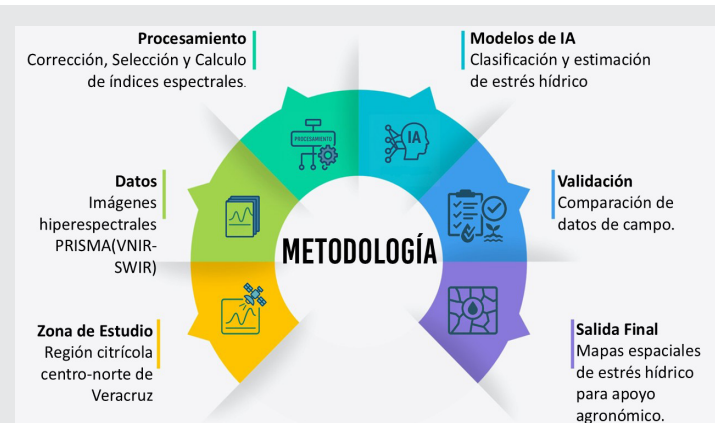 Procesamiento
Corrección, Selección y Calculo
de índices espectrales.
Modelos de IA
Clasificación y estimación
de estrés hídrico
PROCESAMIENTO
IA
Datos
Imágenes
hiperespectrales
PRISMA(VNIR-
SWIR)
Validación
Comparación de
datos de campo.
METODOLOGÍA
Zona de Estudio
Región citrícola
centro-norte de
Veracruz
Salida Final
Mapas espaciales
de estrés hídrico
para apoyo
agronómico.